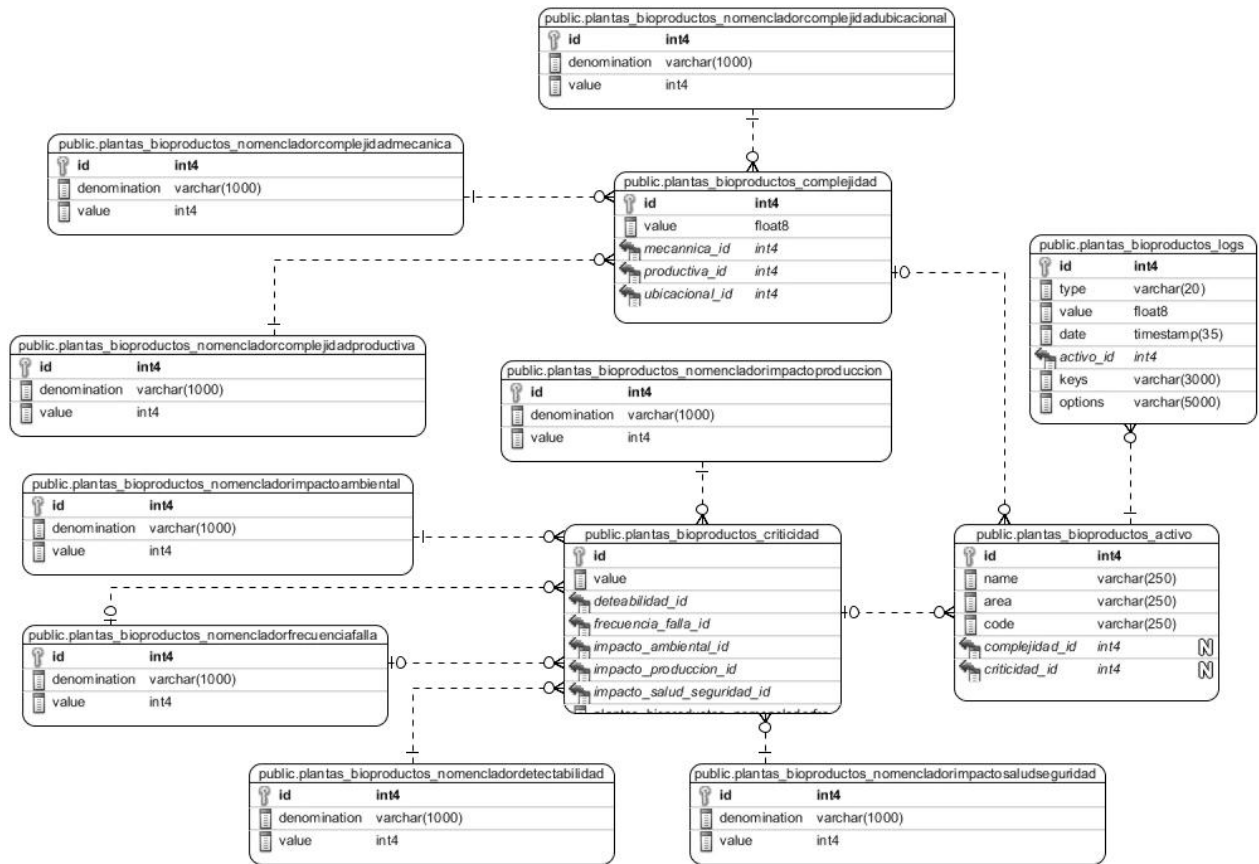 public.plantas_bioproductos_nomencladorcomplejidadubicacional
id int4
denomination varchar(1000)
value int4
public.plantas_bioproductos_nomencladorcomplejidadmecanica
id int4
denomination varchar(1000)
value int4
public.plantas_bioproductos_complejidad
id int4
value float8
mecannica_id int4
productiva_id int4
ubicacional_id int4
public.plantas_bioproductos_logs
id int4
type varchar(20)
value float8
date timestamp(35)
activo_id int4
keys varchar(3000)
options varchar(5000)
public.plantas_bioproductos_nomencladorcomplejidadproductiva
id int4
denomination varchar(1000)
value int4
public.plantas_bioproductos_nomencladorimpactoproduccion
id int4
denomination varchar(1000)
value int4
public.plantas_bioproductos_nomencladorimpactoambiental
id int4
denomination varchar(1000)
value int4
public.plantas_bioproductos_criticidad
id
value
deteabilidad_id
frecuencia_falla_id
impacto_ambiental_id
impacto_produccion_id
impacto_salud_seguridad_id
public.plantas_bioproductos_activo
id int4
name varchar(250)
area varchar(250)
code varchar(250)
complejidad_id int4 N
criticidad_id int4 N
public.plantas_bioproductos_nomencladorfrecuenciafalla
id int4
denomination varchar(1000)
value int4
public.plantas_bioproductos_nomencladordetectabilidad
id int4
denomination varchar(1000)
value int4
public.plantas_bioproductos_nomencladorimpactosaludseguridad
id int4
denomination varchar(1000)
value int4